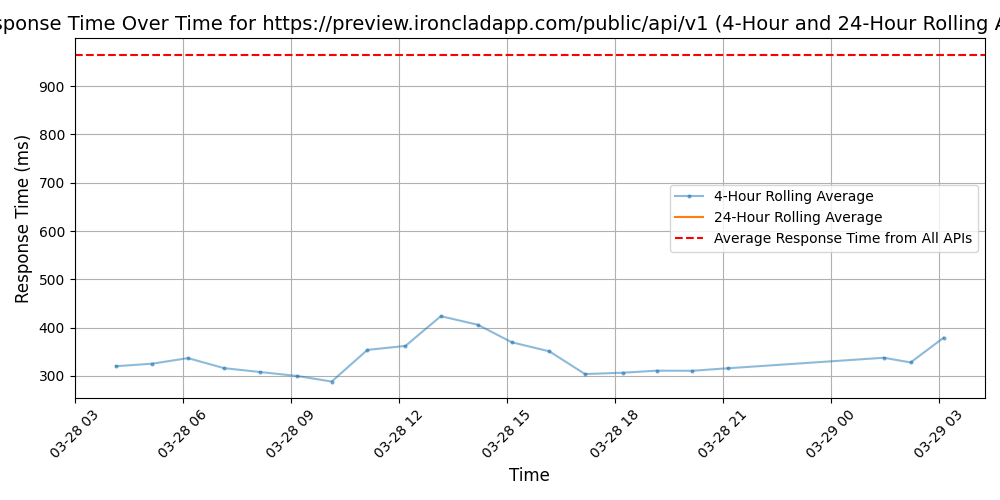 sponse Time Over Time for https://preview.ironcladapp.com/public/api/v1 (4-Hour and 24-Hour Rolling A
Response Time (ms)
900
800
700
600
500
400
300
4-Hour Rolling Average
24-Hour Rolling Average
Average Response Time from All APIs
03-28 03
03-28 06
03-28 09
03-28 12
03-28 15
03-28 18
03-28 21
03-29 00
03-29 03
Time